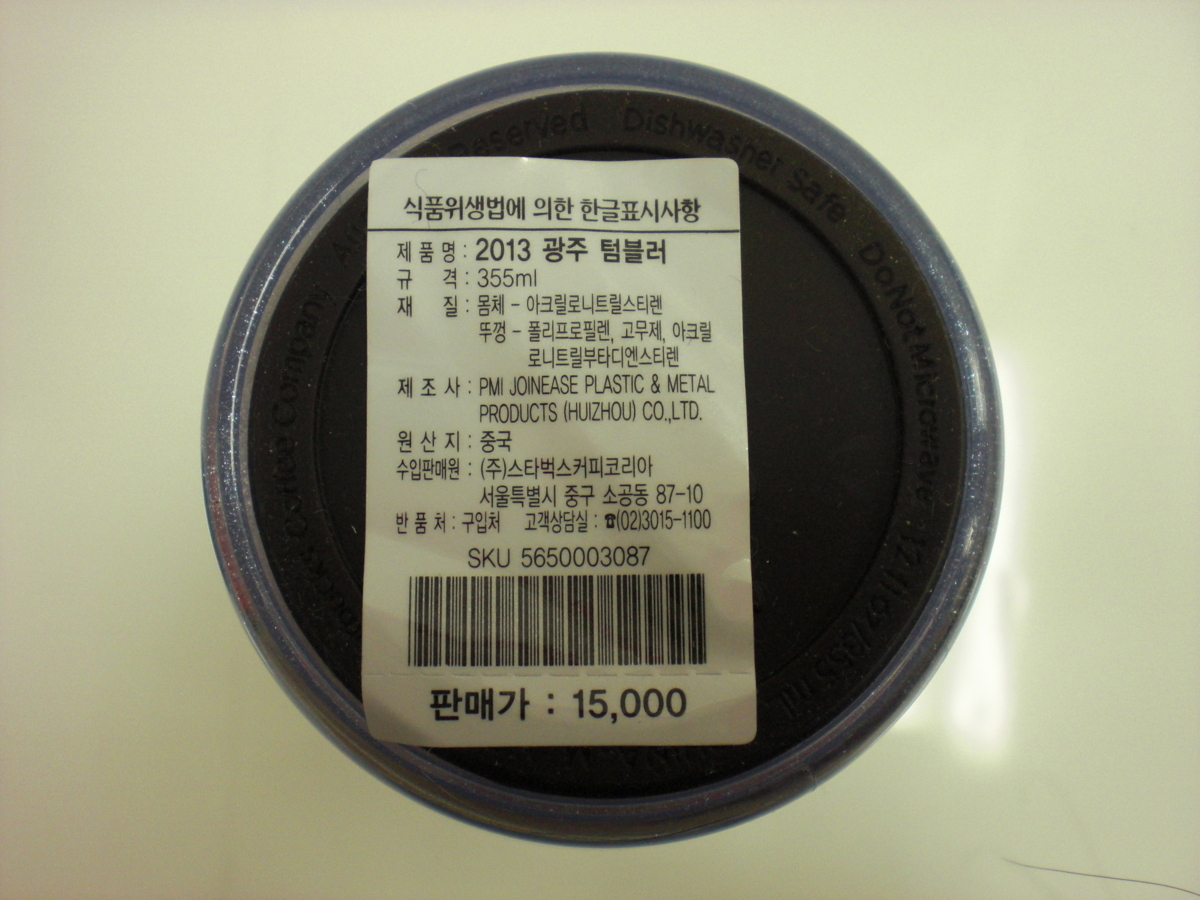 식품위생법에 의한 한글표시사항
제 품 명 : 2013 광주 텀블러
규 격 : 355ml
재 질 : 몸체 - 아크릴로니트릴스티렌
뚜껑 - 폴리프로필렌, 고무제, 아크릴
로니트릴부타디엔스티렌
제 조 사 : PMI JOINEASE PLASTIC & METAL
PRODUCTS (HUIZHOU) CO.,LTD.
원 산 지 : 중국
수입판매원 : (주)스타벅스커피코리아
서울특별시 중구 소공동 87-10
반 품 처 : 구입처 고객상담실 : ☎(02)3015-1100
SKU 5650003087
판매가 : 15,000
Reserved Dishwasher Safe DoNotMicrowave 12 355 ml
Coffee Company